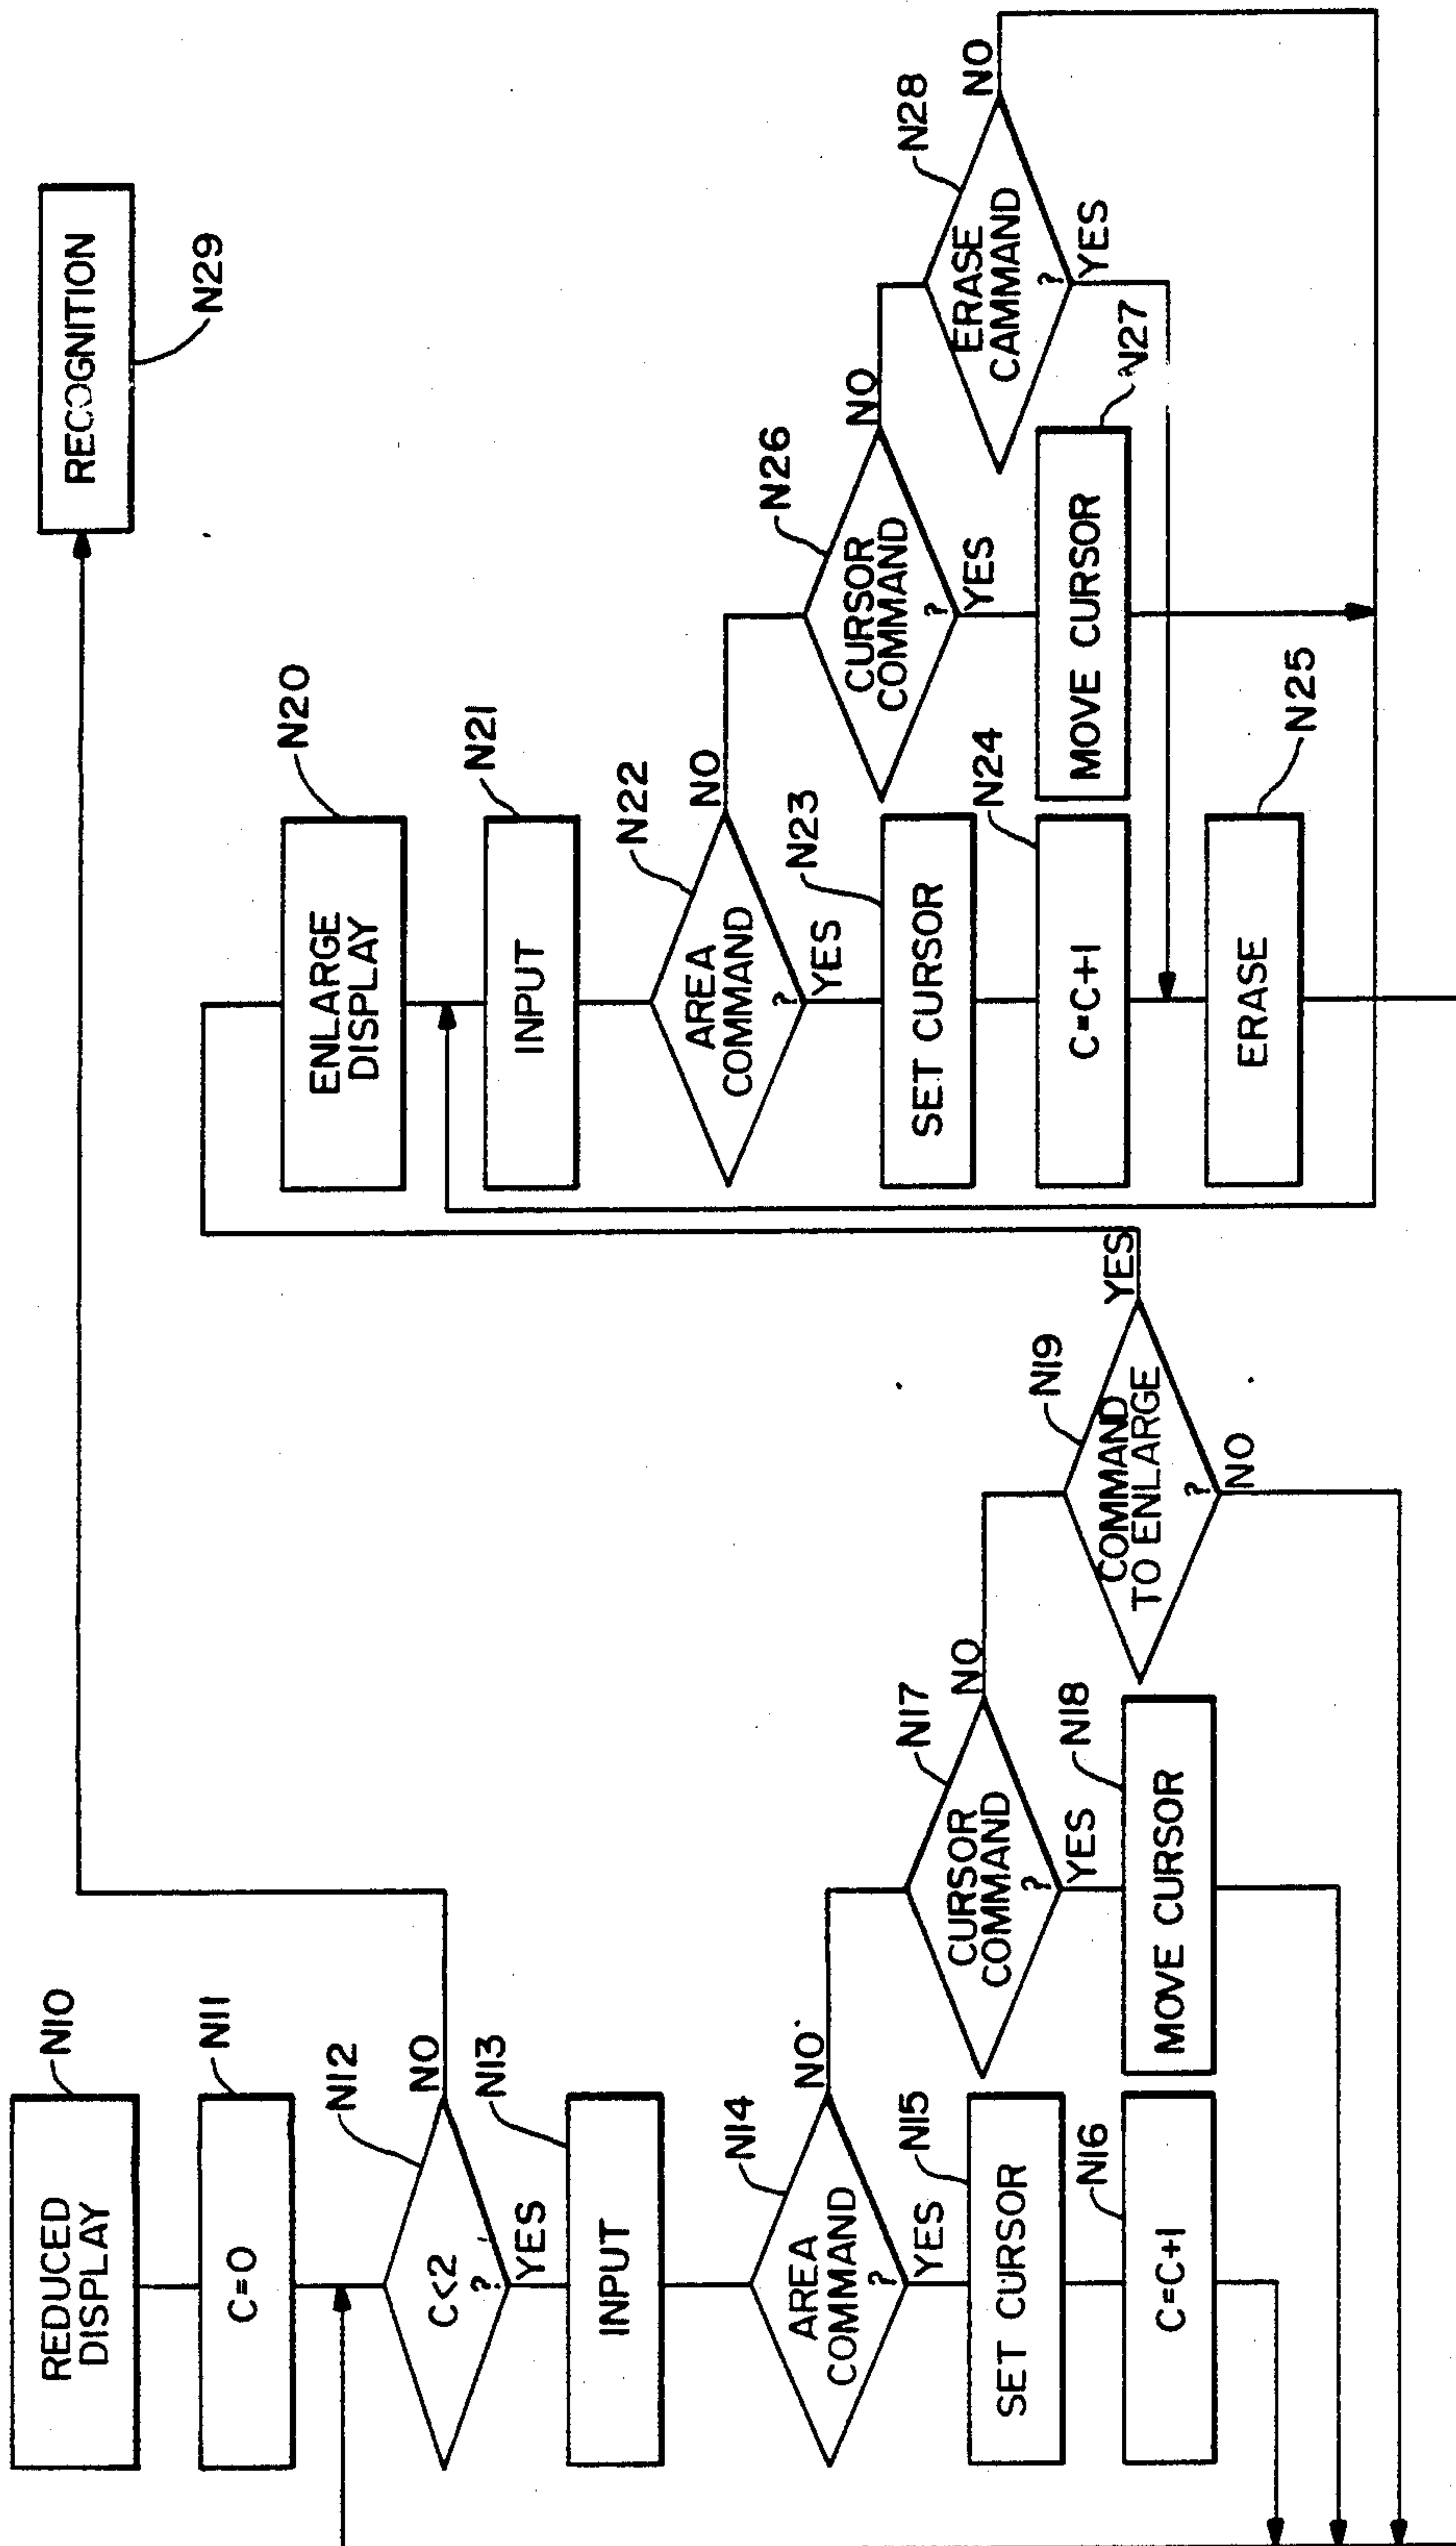 REDUCED
DISPLAY
N10
C=0
N11
C<2
?
N12
NO
YES
INPUT
N13
AREA
COMMAND
?
N14
NO
YES
SET CURSOR
N15
C=C+1
N16
CURSOR
COMMAND
?
N17
NO
YES
MOVE CURSOR
N18
COMMAND
TO ENLARGE
?
N19
YES
NO
ENLARGE
DISPLAY
N20
INPUT
N21
AREA
COMMAND
?
N22
NO
YES
SET CURSOR
N23
C=C+1
N24
ERASE
N25
CURSOR
COMMAND
?
N26
NO
YES
MOVE CURSOR
N27
ERASE
CAMMAND
?
N28
NO
YES
RECOGNITION
N29